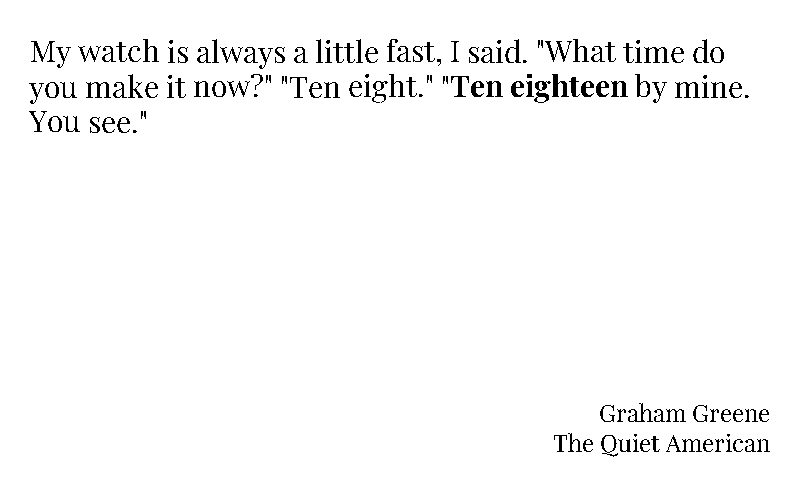 My watch is always a little fast, I said. "What time do
you make it now?" "Ten eight." "Ten eighteen by mine.
You see."
Graham Greene
The Quiet American